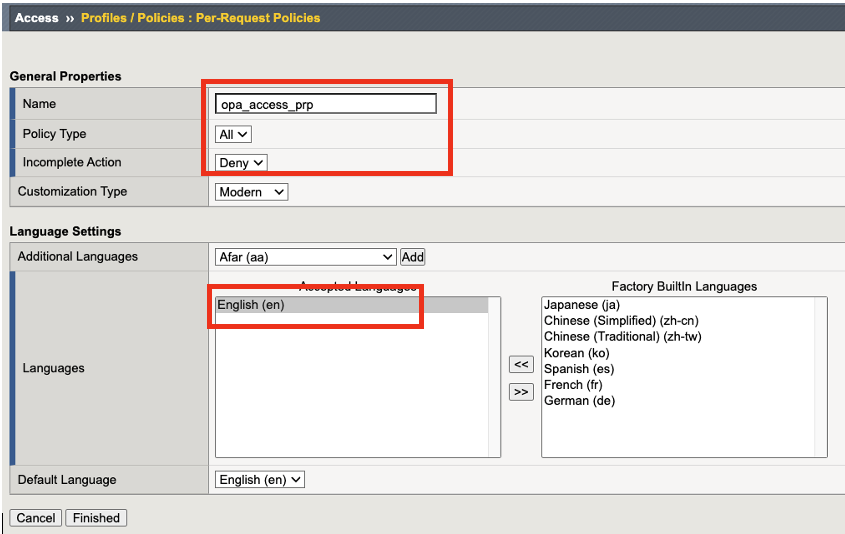 Access ›› Profiles / Policies : Per-Request Policies
General Properties
Name opa_access_prp
Policy Type All
Incomplete Action Deny
Customization Type Modern
Language Settings
Additional Languages Afar (aa) Add
Accepted Languages Factory BuiltIn Languages
English (en) Japanese (ja)
Chinese (Simplified) (zh-cn)
Chinese (Traditional) (zh-tw)
Korean (ko)
Languages << Spanish (es)
French (fr)
>> German (de)
Default Language English (en)
Cancel Finished